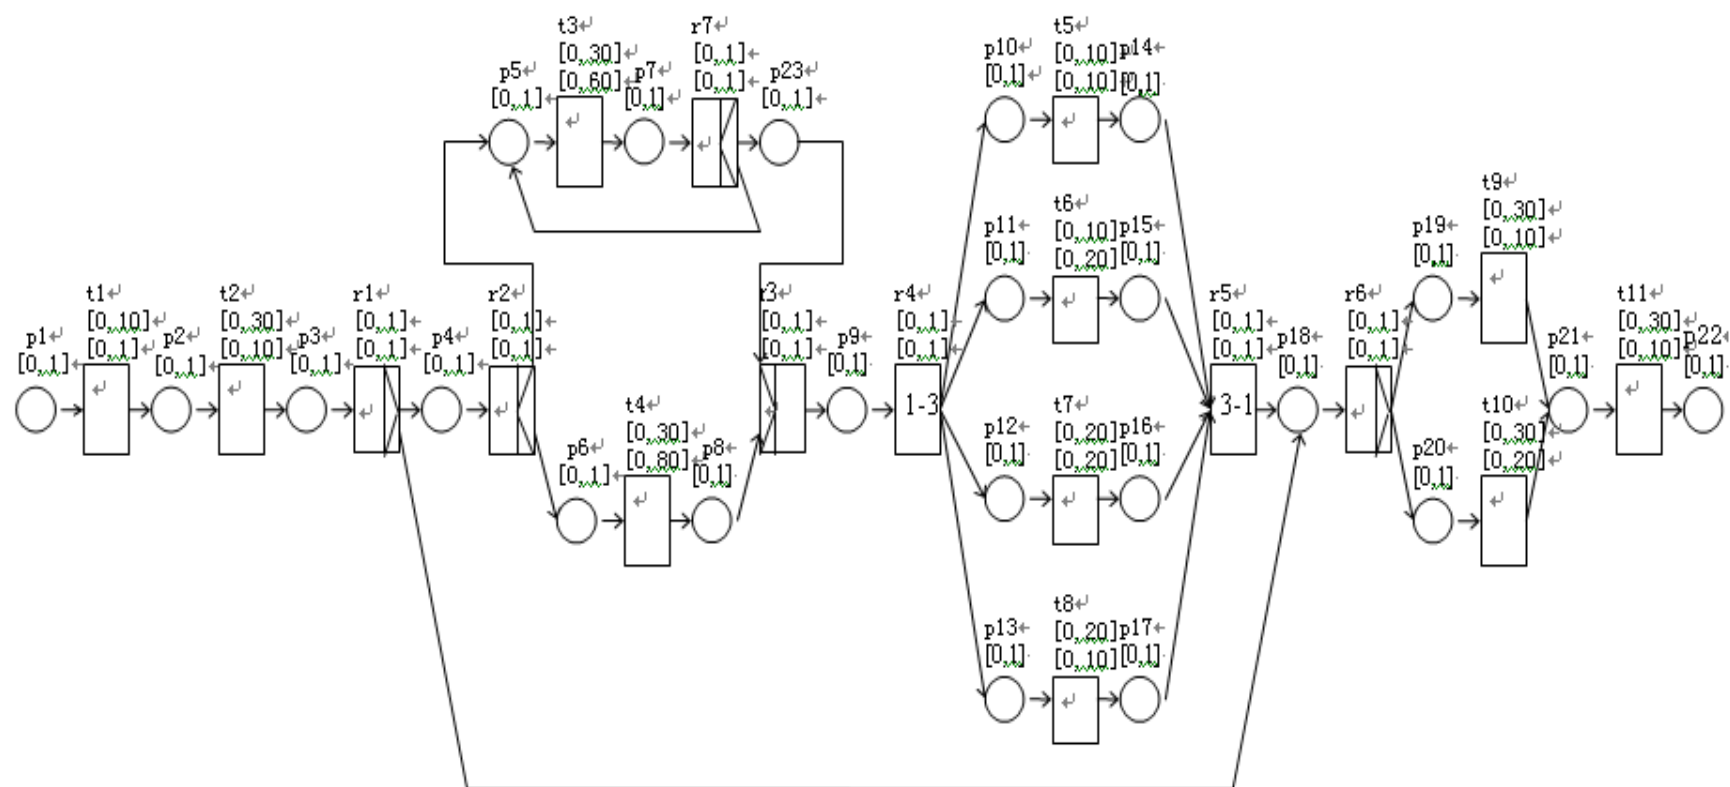 t3↵
[0,30]↵
[0,60]↵
r7↵
[0,1]←
[0,1]←
p5↵
[0,1]←
p7↵
[0,1]↵
p23↵
[0,1]←
p10↵
[0,1]↵
t5↵
[0,10]↵
[0,10]↵
p14←
[0,1]
p11↵
[0,1]
t6↵
[0,10]↵
[0,20]
p15↵
[0,1]
t9↵
[0,30]↵
[0,10]↵
p19↵
[0,1]
p1↵
[0,1]←
t1↵
[0,10]↵
[0,1]↵
p2↵
[0,1]←
t2↵
[0,30]↵
[0,10]↵
p3↵
[0,1]←
r1↵
[0,1]←
[0,1]←
p4↵
[0,1]←
r2↵
[0,1]←
[0,1]←
r3↵
[0,1]←
[0,1]←
p9↵
[0,1]
r4↵
[0,1]←
[0,1]←
r5↵
[0,1]←
[0,1]←
p18↵
[0,1]
r6↵
[0,1]←
[0,1]←
p21↵
[0,1]
t11↵
[0,30]↵
[0,10]↵
p22←
[0,1]
1-3
3-1
p6↵
[0,1]←
t4↵
[0,30]↵
[0,80]↵
p8↵
[0,1]
p12↵
[0,1]
t7↵
[0,20]↵
[0,20]
p16↵
[0,1]
p20↵
[0,1]
t10↵
[0,30]↵
[0,20]↵
p13←
[0,1]
t8↵
[0,20]↵
[0,10]
p17←
[0,1]